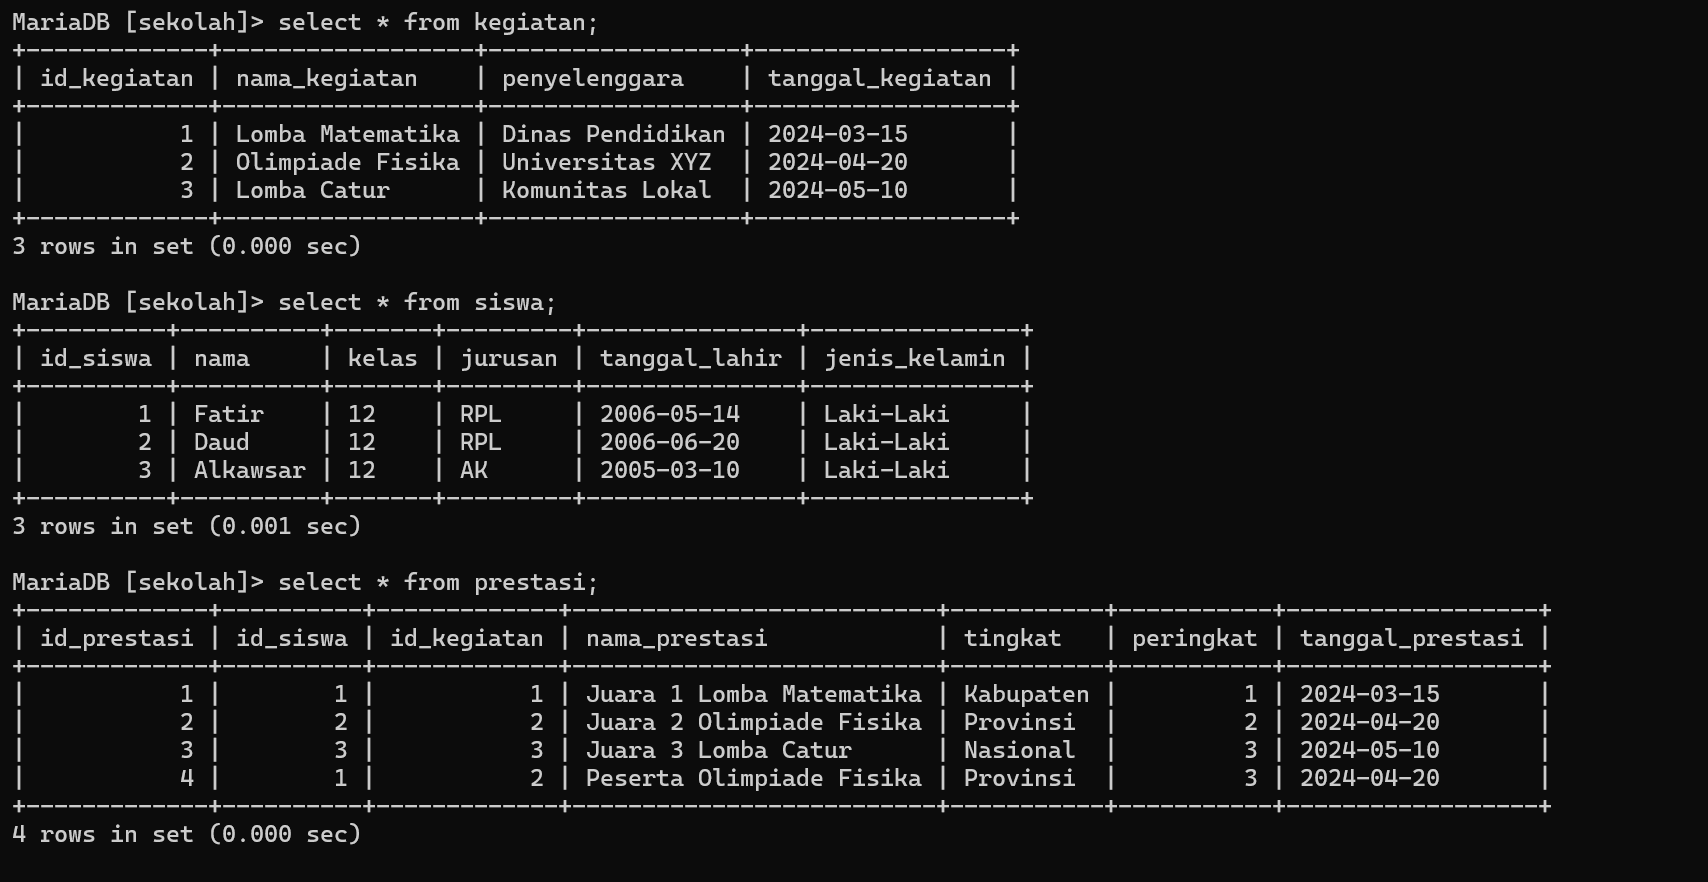 MariaDB [sekolah]> select * from kegiatan;
+-------------+------------------+------------------+------------------+
| id_kegiatan | nama_kegiatan    | penyelenggara    | tanggal_kegiatan |
+-------------+------------------+------------------+------------------+
|           1 | Lomba Matematika | Dinas Pendidikan | 2024-03-15       |
|           2 | Olimpiade Fisika | Universitas XYZ  | 2024-04-20       |
|           3 | Lomba Catur      | Komunitas Lokal  | 2024-05-10       |
+-------------+------------------+------------------+------------------+
3 rows in set (0.000 sec)

MariaDB [sekolah]> select * from siswa;
+----------+----------+-------+---------+---------------+---------------+
| id_siswa | nama     | kelas | jurusan | tanggal_lahir | jenis_kelamin |
+----------+----------+-------+---------+---------------+---------------+
|        1 | Fatir    | 12    | RPL     | 2006-05-14    | Laki-Laki     |
|        2 | Daud     | 12    | RPL     | 2006-06-20    | Laki-Laki     |
|        3 | Alkawsar | 12    | AK      | 2005-03-10    | Laki-Laki     |
+----------+----------+-------+---------+---------------+---------------+
3 rows in set (0.001 sec)

MariaDB [sekolah]> select * from prestasi;
+-------------+----------+-------------+--------------------------+-----------+-----------+------------------+
| id_prestasi | id_siswa | id_kegiatan | nama_prestasi            | tingkat   | peringkat | tanggal_prestasi |
+-------------+----------+-------------+--------------------------+-----------+-----------+------------------+
|           1 |        1 |           1 | Juara 1 Lomba Matematika | Kabupaten |         1 | 2024-03-15       |
|           2 |        2 |           2 | Juara 2 Olimpiade Fisika | Provinsi  |         2 | 2024-04-20       |
|           3 |        3 |           3 | Juara 3 Lomba Catur      | Nasional  |         3 | 2024-05-10       |
|           4 |        1 |           2 | Peserta Olimpiade Fisika | Provinsi  |         3 | 2024-04-20       |
+-------------+----------+-------------+--------------------------+-----------+-----------+------------------+
4 rows in set (0.000 sec)